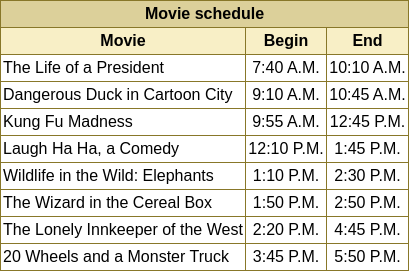 Movie schedule
Movie Begin End
The Life of a President 7:40 A.M. 10:10 A.M.
Dangerous Duck in Cartoon City 9:10 A.M. 10:45 A.M.
Kung Fu Madness 9:55 A.M. 12:45 P.M.
Laugh Ha Ha, a Comedy 12:10 P.M. 1:45 P.M.
Wildlife in the Wild: Elephants 1:10 P.M. 2:30 P.M.
The Wizard in the Cereal Box 1:50 P.M. 2:50 P.M.
The Lonely Innkeeper of the West 2:20 P.M. 4:45 P.M.
20 Wheels and a Monster Truck 3:45 P.M. 5:50 P.M.